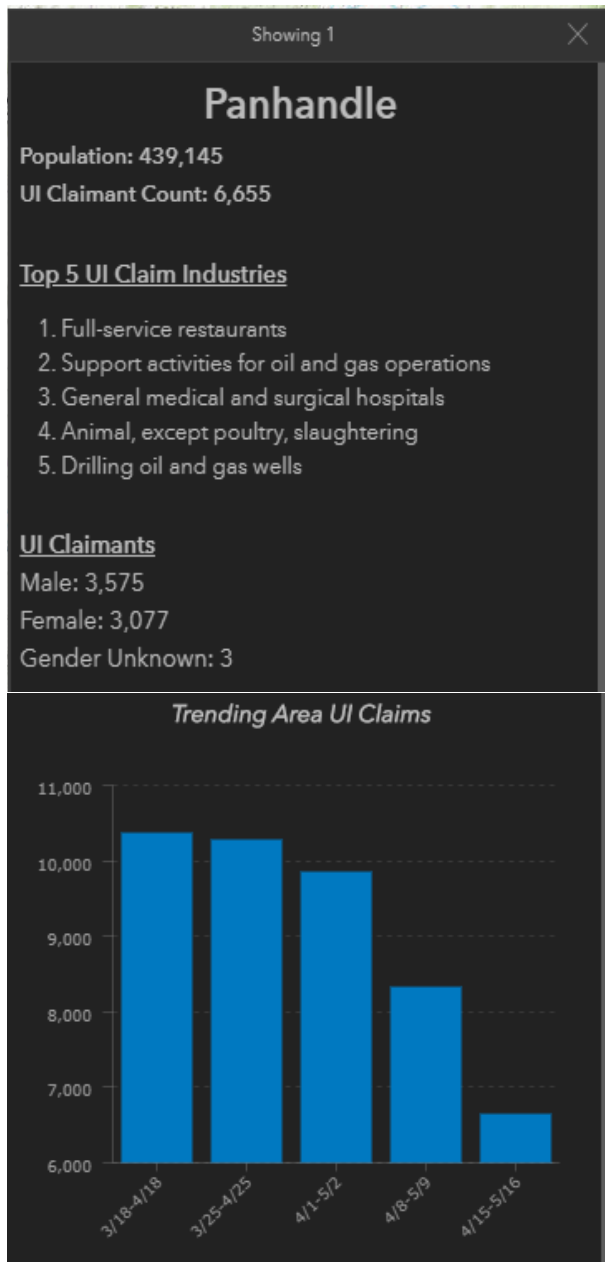 Showing 1
Panhandle
Population: 439,145
UI Claimant Count: 6,655
Top 5 UI Claim Industries
1. Full-service restaurants
2. Support activities for oil and gas operations
3. General medical and surgical hospitals
4. Animal, except poultry, slaughtering
5. Drilling oil and gas wells
UI Claimants
Male: 3,575
Female: 3,077
Gender Unknown: 3
Trending Area UI Claims
11,000
10,000
9,000
8,000
7,000
6,000
3/18-4/18
3/25-4/25
4/1-5/2
4/8-5/9
4/15-5/16